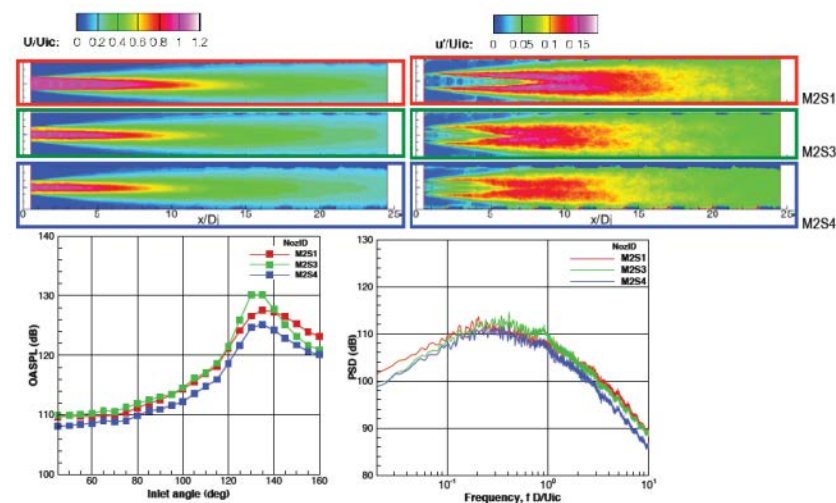 U/Uic: 0 0.2 0.4 0.6 0.8 1 1.2
u'/Uic: 0 0.05 0.1 0.15
M2S1
M2S3
M2S4
0 5 10 15 20 25
x/Dj
0 5 10 15 20 25
x/Dj
140
130
120
110
100
OASPL (dB)
NozID
M2S1
M2S3
M2S4
60 80 100 120 140 160
Inlet angle (deg)
130
120
110
100
90
80
PSD (dB)
NozID
M2S1
M2S3
M2S4
10⁻¹ 10⁰ 10¹
Frequency, f D/Uic